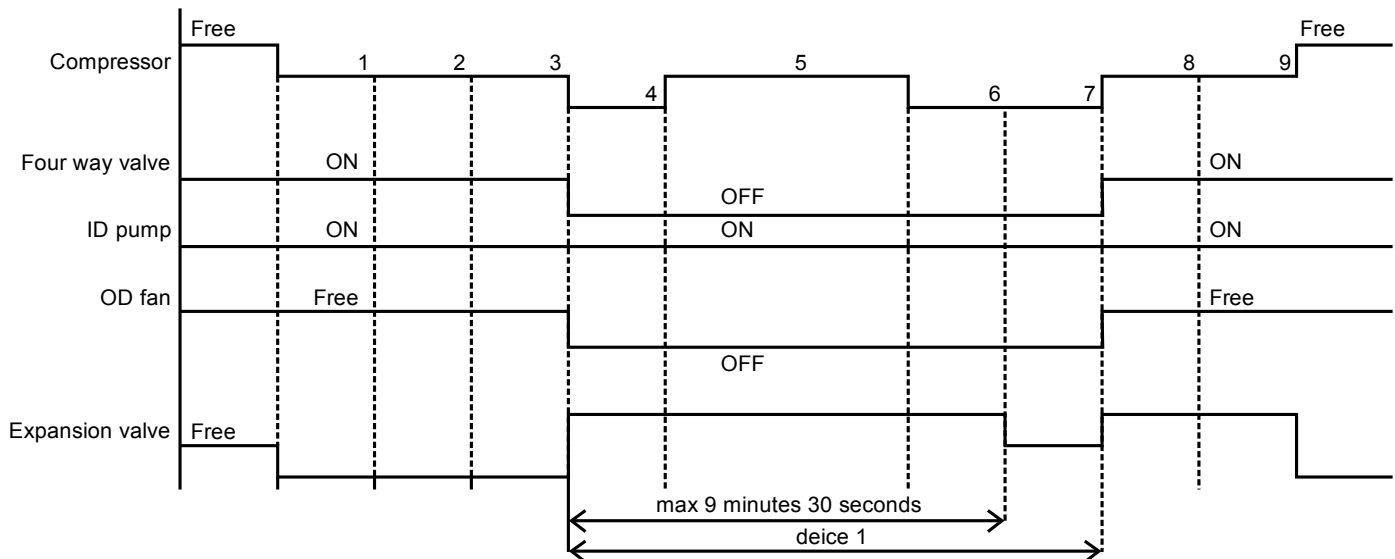 Free Free
Compressor 1 2 3 4 5 6 7 8 9
Four way valve ON OFF ON
ID pump ON ON ON
OD fan Free OFF Free
Expansion valve Free
max 9 minutes 30 seconds
deice 1